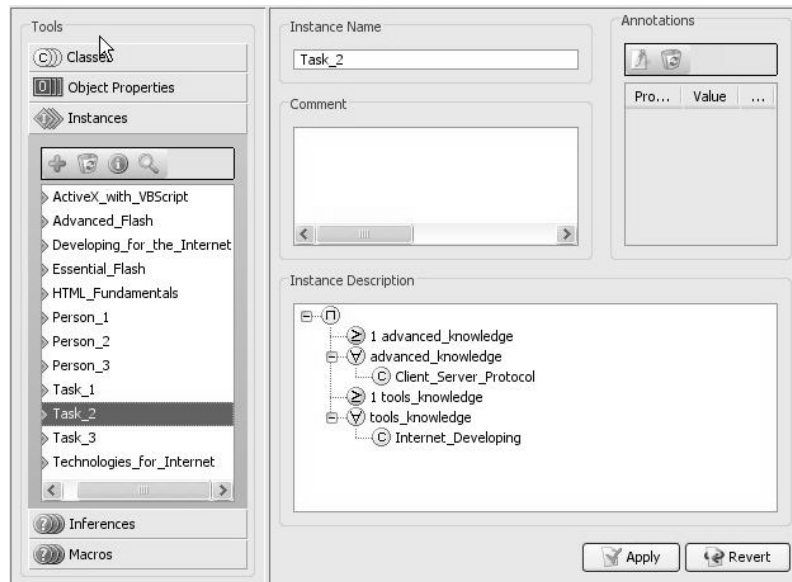 Tools
C Classes
Object Properties
Instances
ActiveX_with_VBScript
Advanced_Flash
Developing_for_the_Internet
Essential_Flash
HTML_Fundamentals
Person_1
Person_2
Person_3
Task_1
Task_2
Task_3
Technologies_for_Internet
Inferences
Macros
Instance Name
Task_2
Comment
Annotations
Pro... Value ...
Instance Description
⊓
≥ 1 advanced_knowledge
∀ advanced_knowledge
C Client_Server_Protocol
≥ 1 tools_knowledge
∀ tools_knowledge
C Internet_Developing
Apply Revert